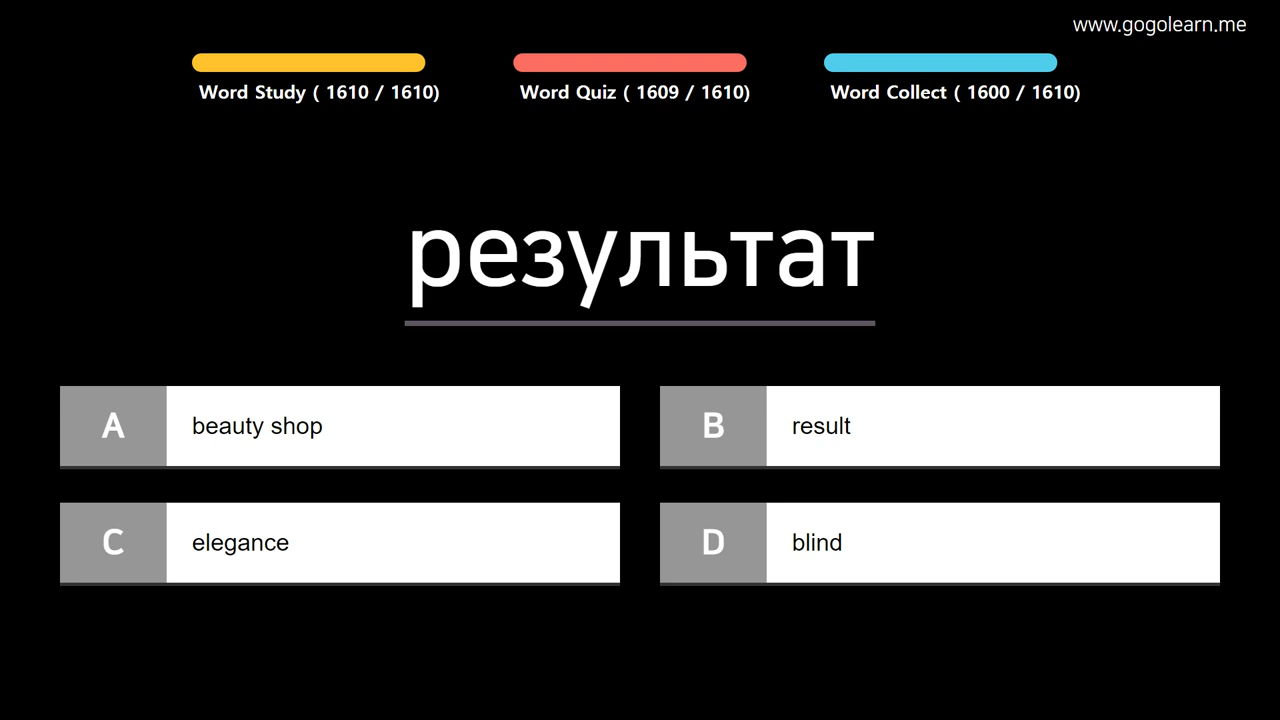 www.gogolearn.me
Word Study ( 1610 / 1610)
Word Quiz ( 1609 / 1610)
Word Collect ( 1600 / 1610)
результат
A beauty shop
B result
C elegance
D blind